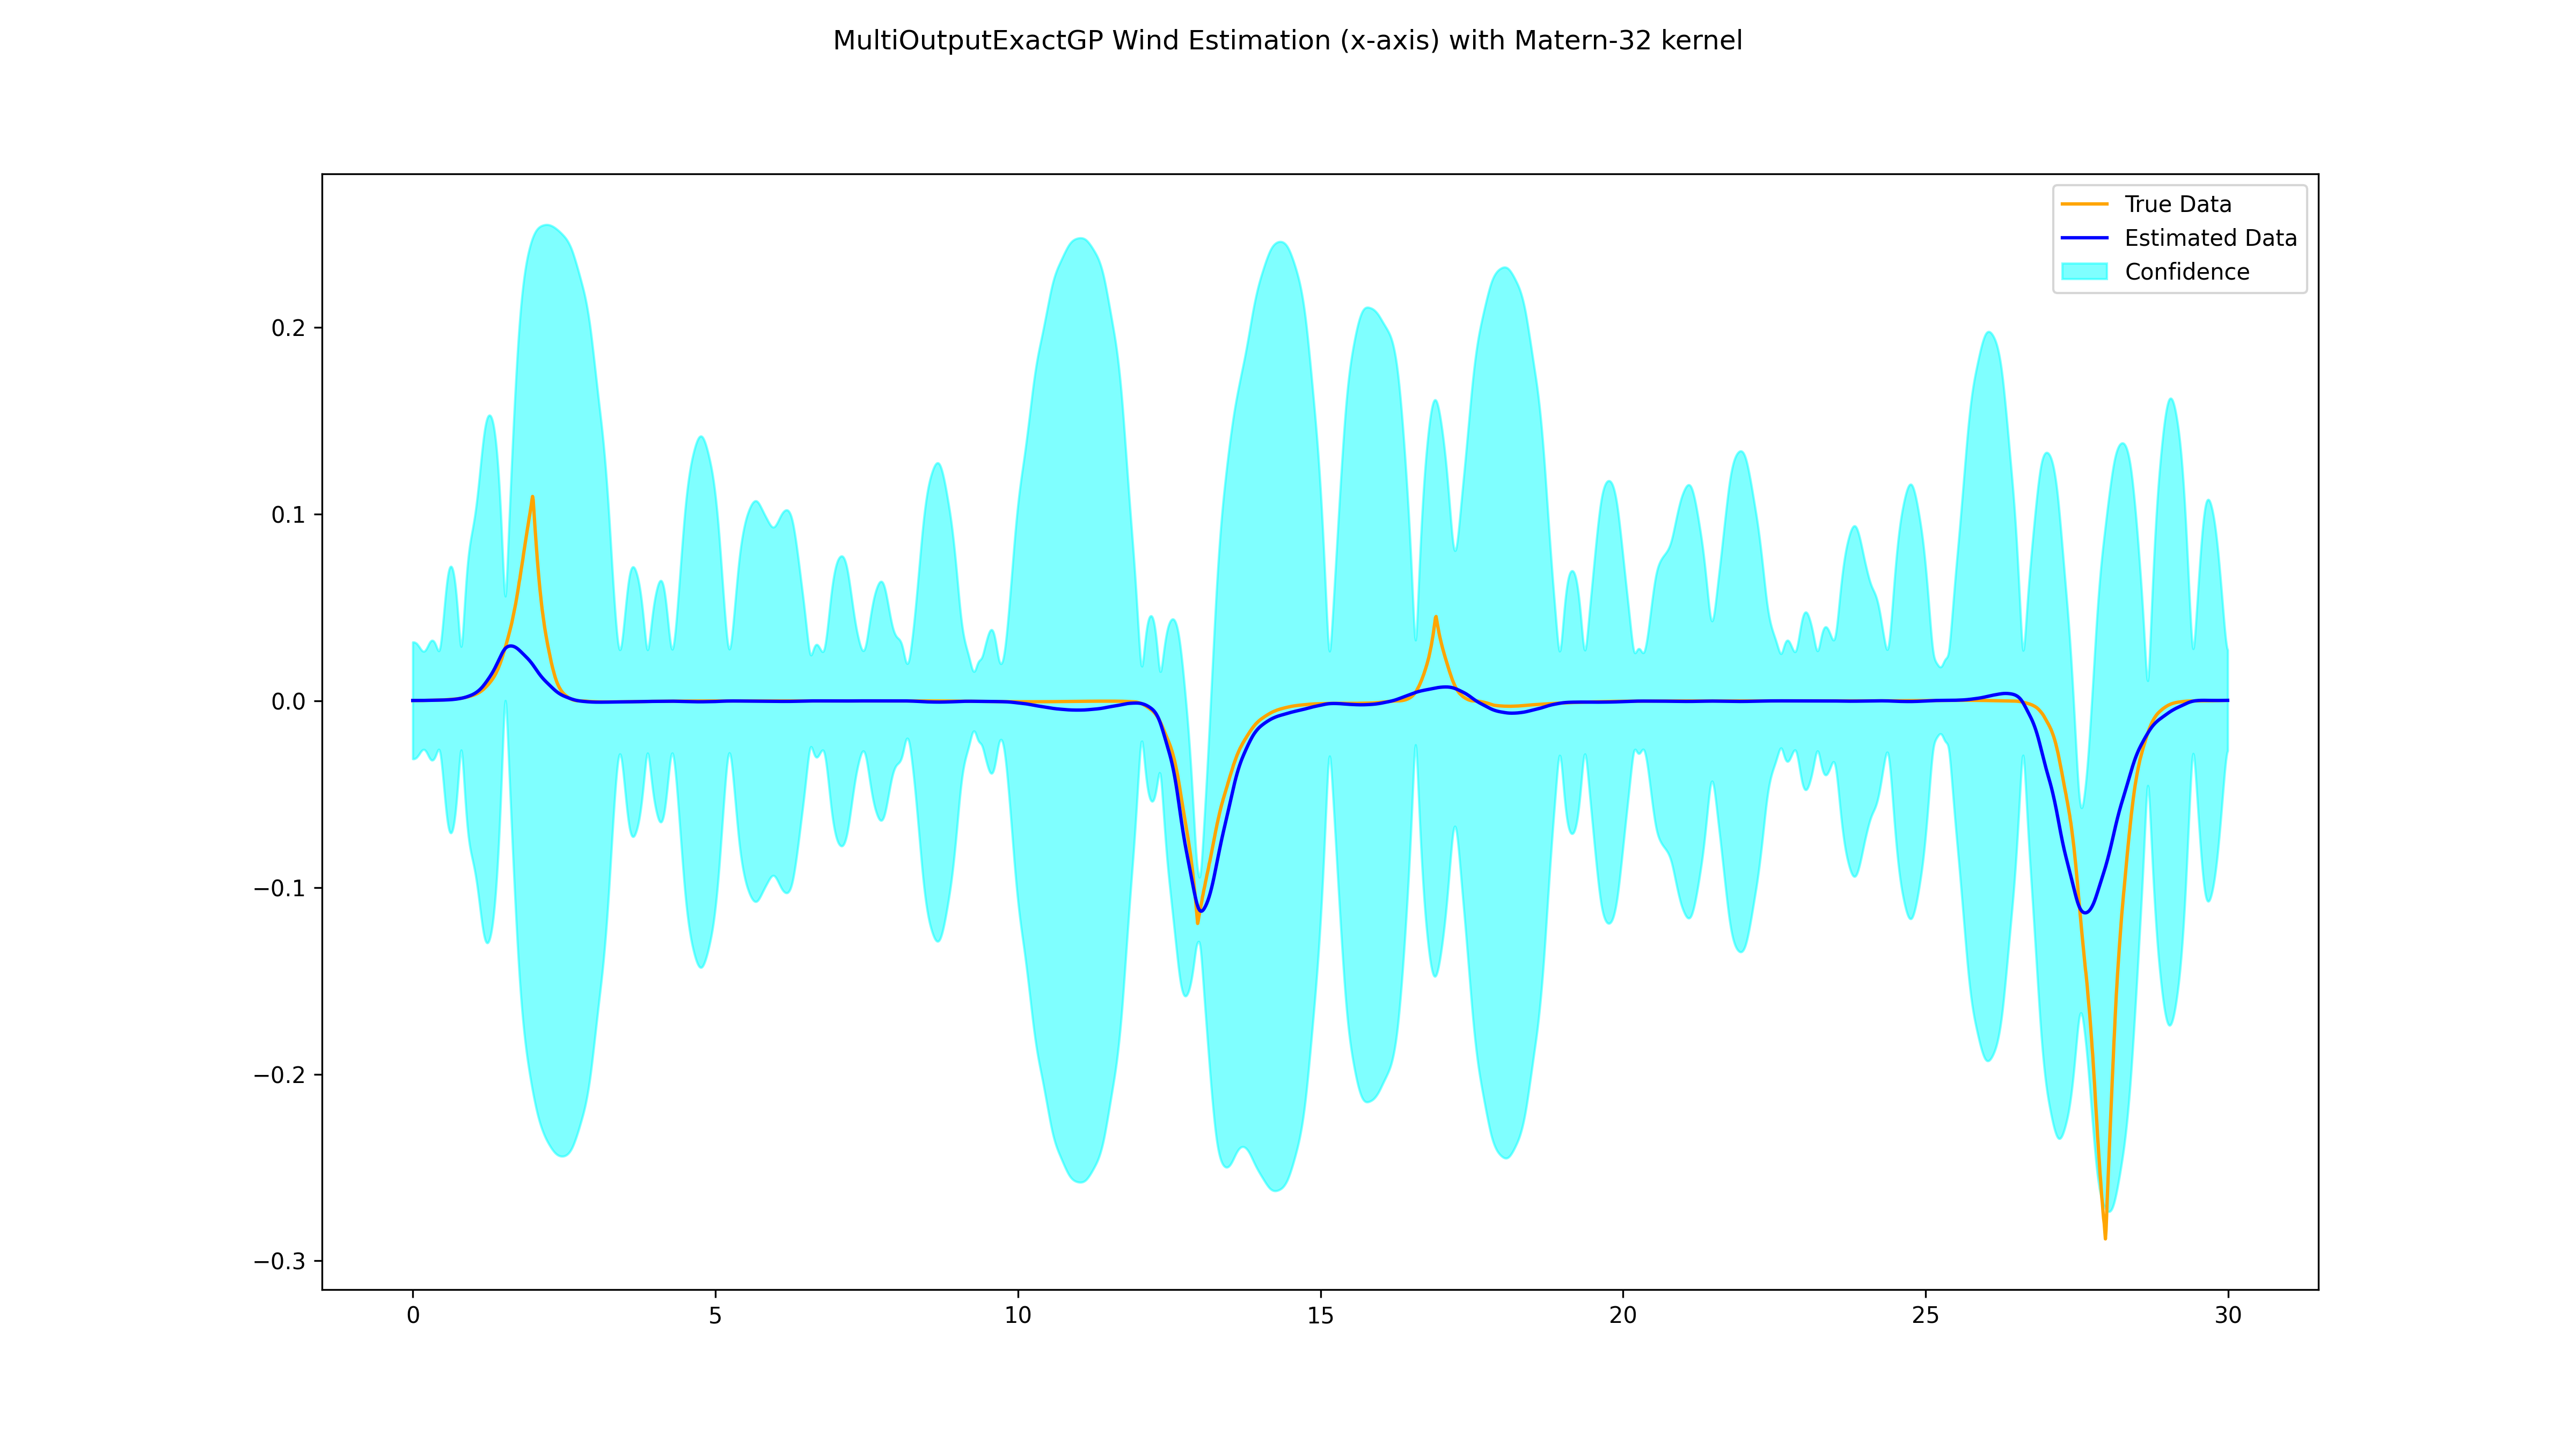 MultiOutputExactGP Wind Estimation (x-axis) with Matern-32 kernel
True Data
Estimated Data
Confidence
0.2
0.1
0.0
−0.1
−0.2
−0.3
0 5 10 15 20 25 30